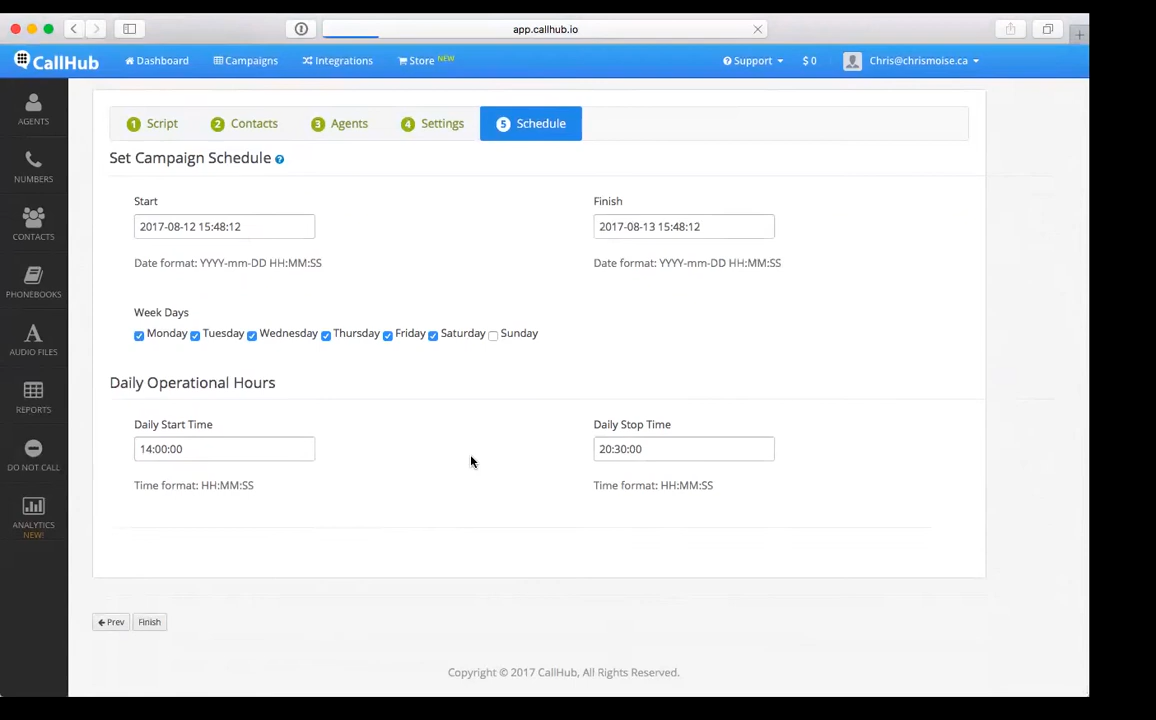 app.callhub.io
CallHub Dashboard Campaigns Integrations Store NEW Support $ 0 Chris@chrismoise.ca
AGENTS
NUMBERS
CONTACTS
PHONEBOOKS
AUDIO FILES
REPORTS
DO NOT CALL
ANALYTICS
NEW!
1 Script 2 Contacts 3 Agents 4 Settings 5 Schedule
Set Campaign Schedule ?
Start Finish
2017-08-12 15:48:12 2017-08-13 15:48:12
Date format: YYYY-mm-DD HH:MM:SS Date format: YYYY-mm-DD HH:MM:SS
Week Days
Monday Tuesday Wednesday Thursday Friday Saturday Sunday
Daily Operational Hours
Daily Start Time Daily Stop Time
14:00:00 20:30:00
Time format: HH:MM:SS Time format: HH:MM:SS
Prev Finish
Copyright © 2017 CallHub, All Rights Reserved.